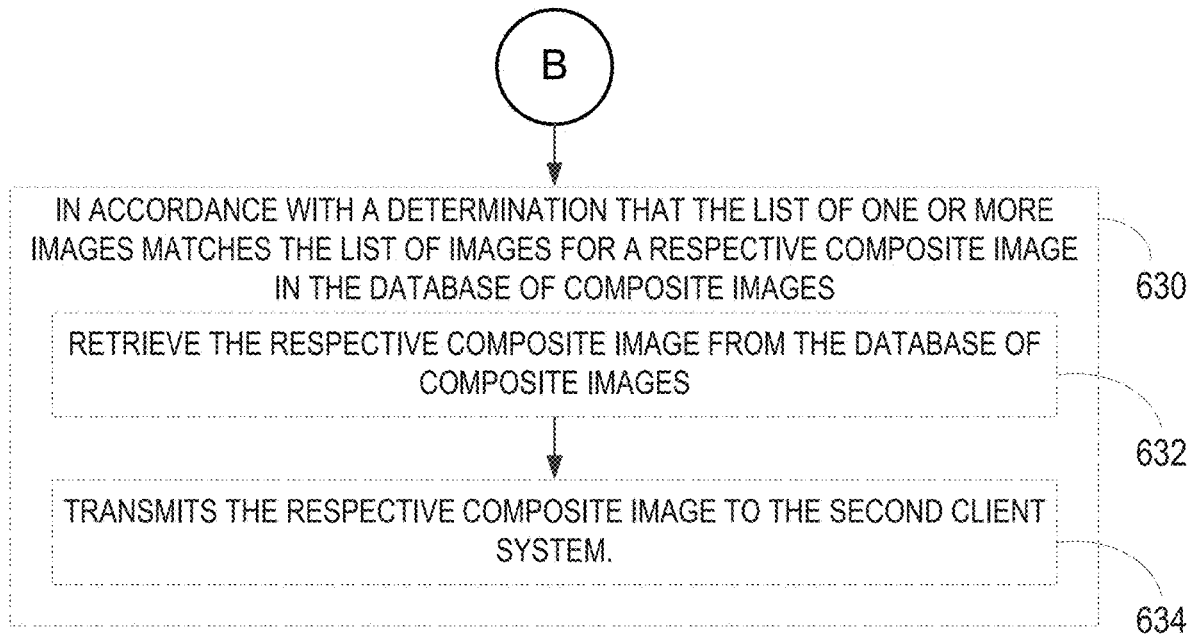 B
IN ACCORDANCE WITH A DETERMINATION THAT THE LIST OF ONE OR MORE
IMAGES MATCHES THE LIST OF IMAGES FOR A RESPECTIVE COMPOSITE IMAGE
IN THE DATABASE OF COMPOSITE IMAGES
630
RETRIEVE THE RESPECTIVE COMPOSITE IMAGE FROM THE DATABASE OF
COMPOSITE IMAGES
632
TRANSMITS THE RESPECTIVE COMPOSITE IMAGE TO THE SECOND CLIENT
SYSTEM.
634